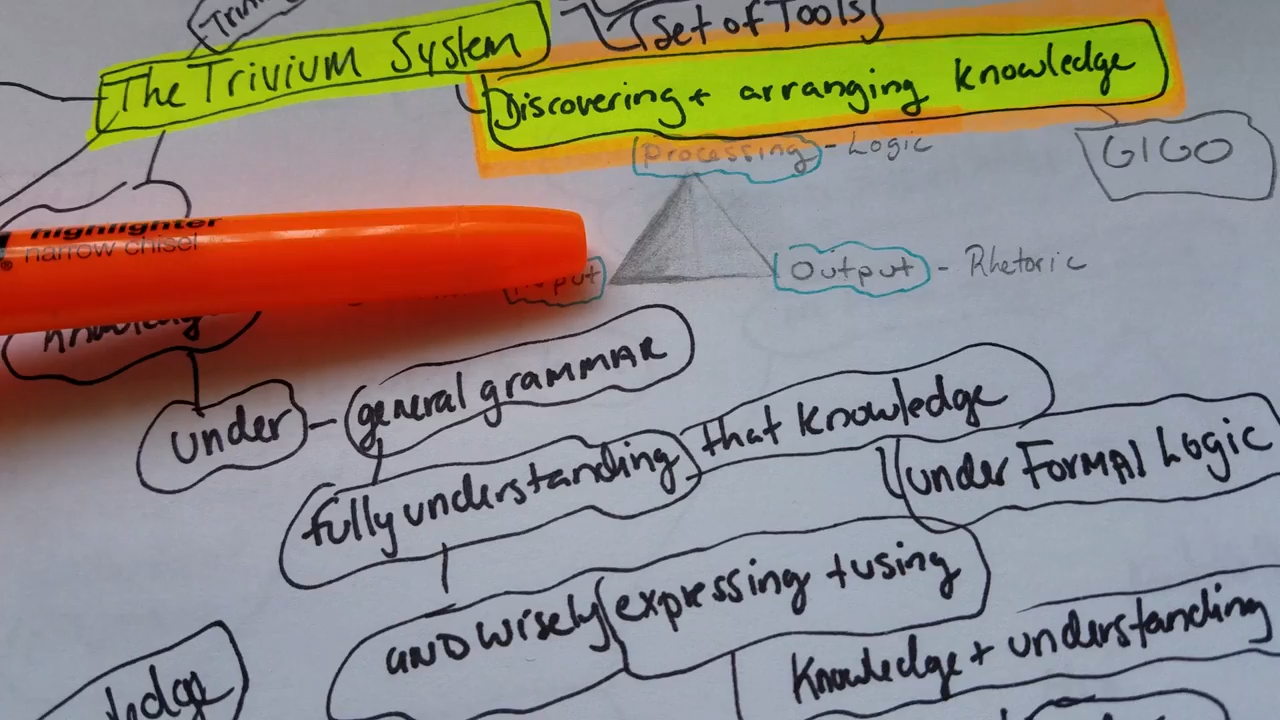 Set of Tools
The Trivium System
Discovering + arranging knowledge
Processing - Logic
GIGO
highlighter
narrow chisel
Output - Rhetoric
under - general grammar
fully understanding that knowledge
under Formal Logic
and wisely expressing + using
knowledge + understanding